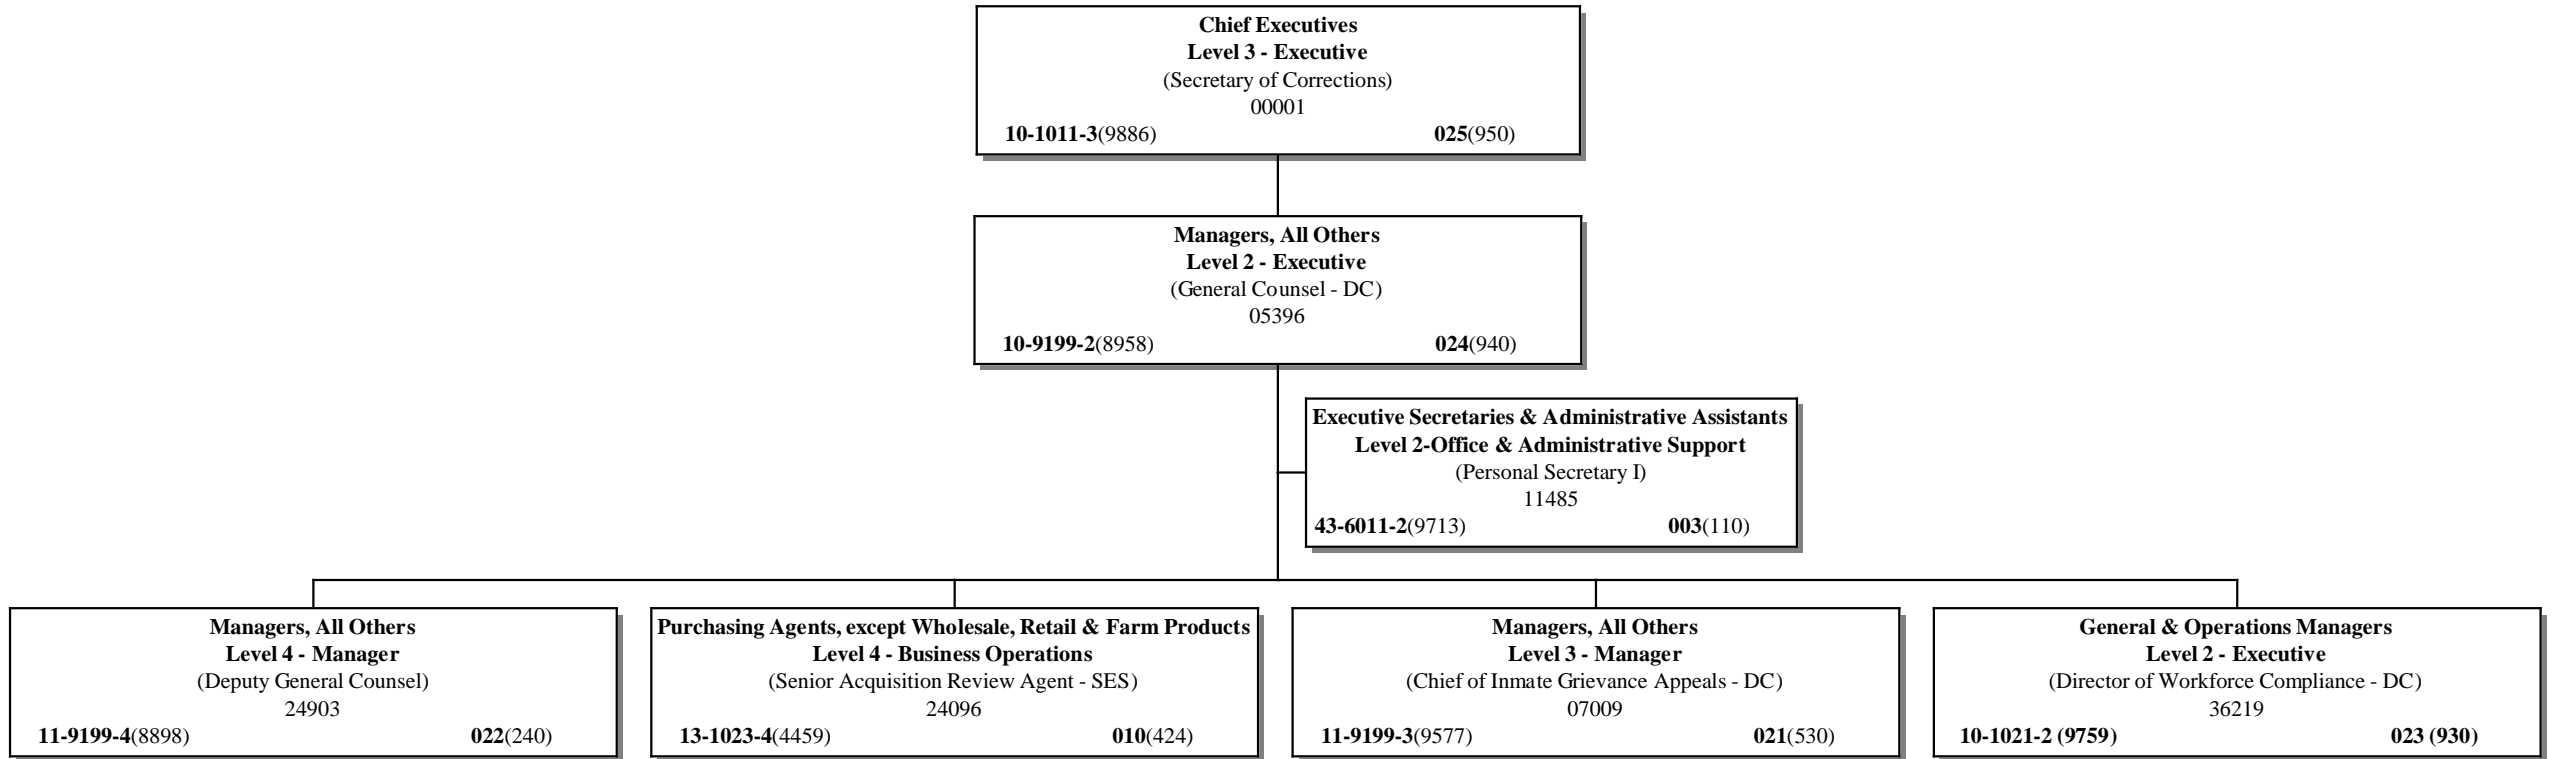 Chief Executives
Level 3 - Executive
(Secretary of Corrections)
00001
10-1011-3(9886) 025(950)
Managers, All Others
Level 2 - Executive
(General Counsel - DC)
05396
10-9199-2(8958) 024(940)
Executive Secretaries & Administrative Assistants
Level 2-Office & Administrative Support
(Personal Secretary I)
11485
43-6011-2(9713) 003(110)
Managers, All Others
Level 4 - Manager
(Deputy General Counsel)
24903
11-9199-4(8898) 022(240)
Purchasing Agents, except Wholesale, Retail & Farm Products
Level 4 - Business Operations
(Senior Acquisition Review Agent - SES)
24096
13-1023-4(4459) 010(424)
Managers, All Others
Level 3 - Manager
(Chief of Inmate Grievance Appeals - DC)
07009
11-9199-3(9577) 021(530)
General & Operations Managers
Level 2 - Executive
(Director of Workforce Compliance - DC)
36219
10-1021-2 (9759) 023 (930)